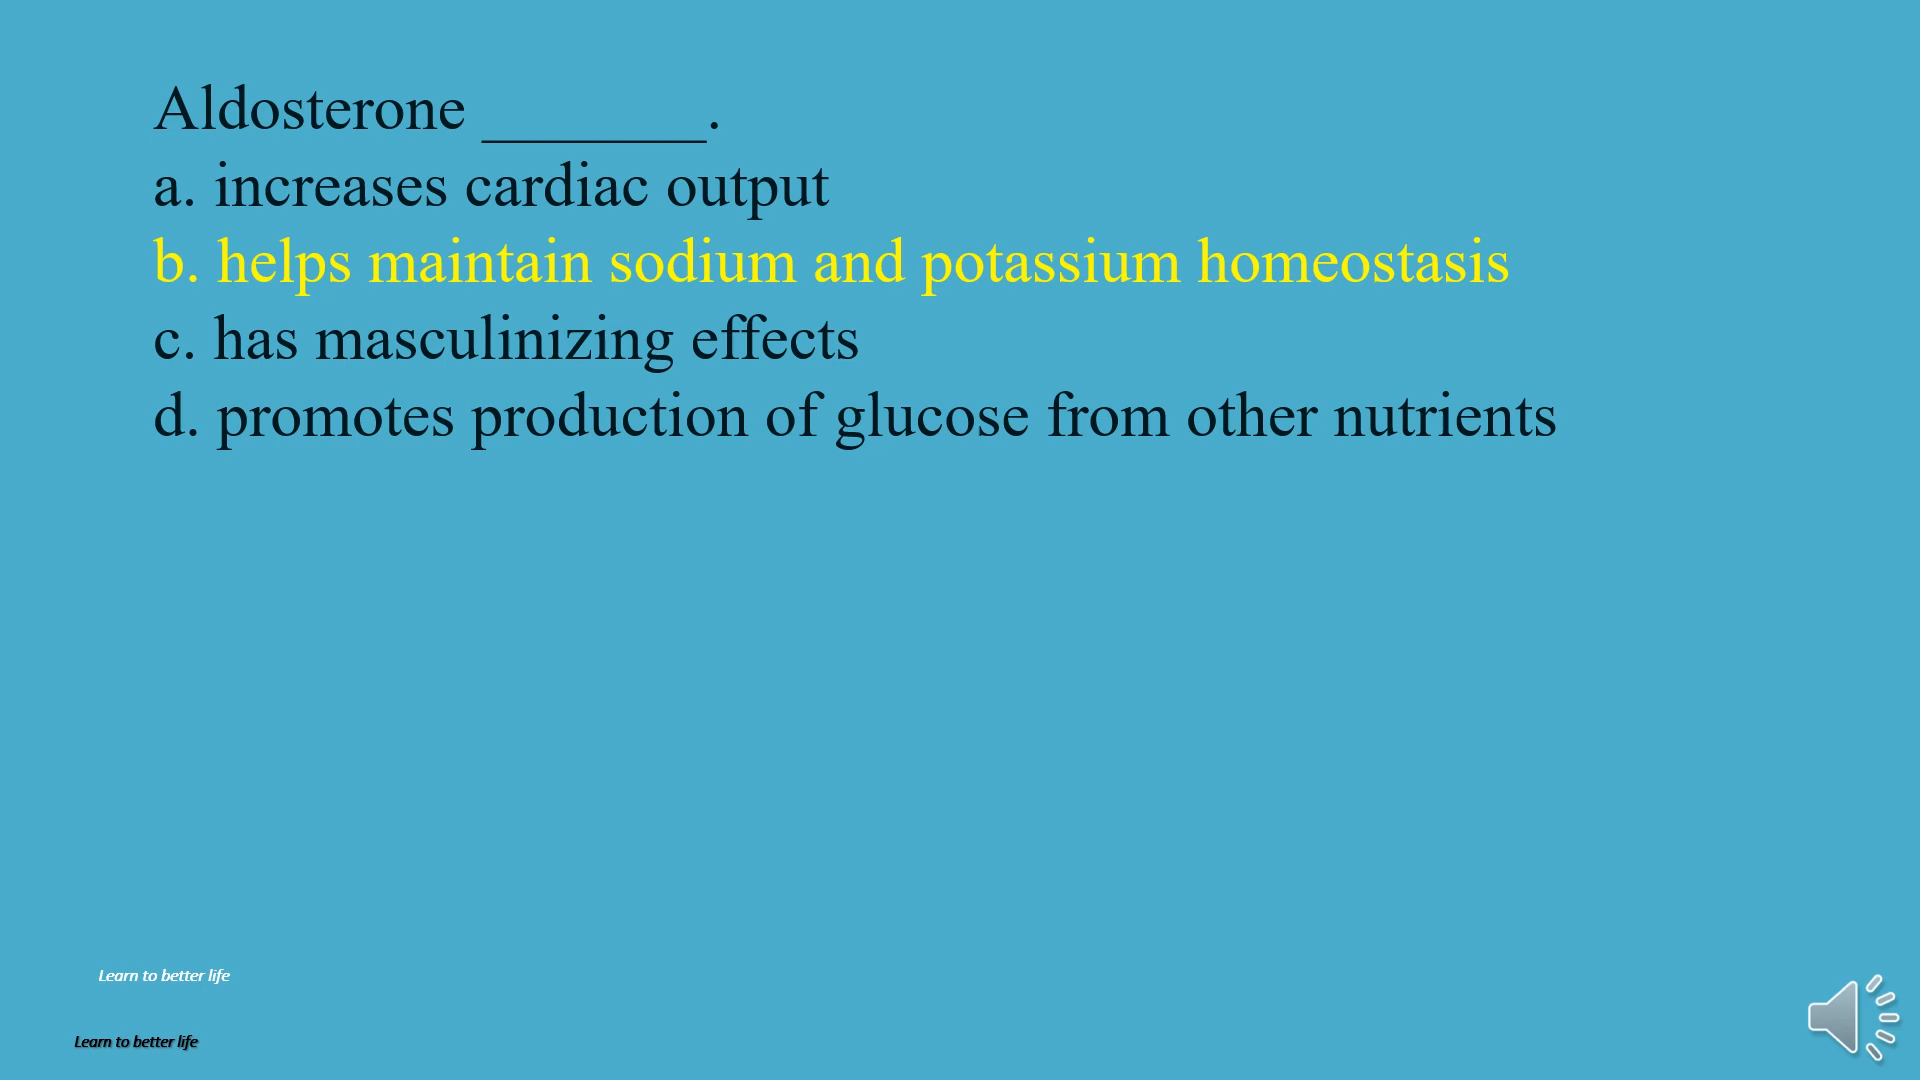 Aldosterone _______.
a. increases cardiac output
b. helps maintain sodium and potassium homeostasis
c. has masculinizing effects
d. promotes production of glucose from other nutrients
Learn to better life
Learn to better life